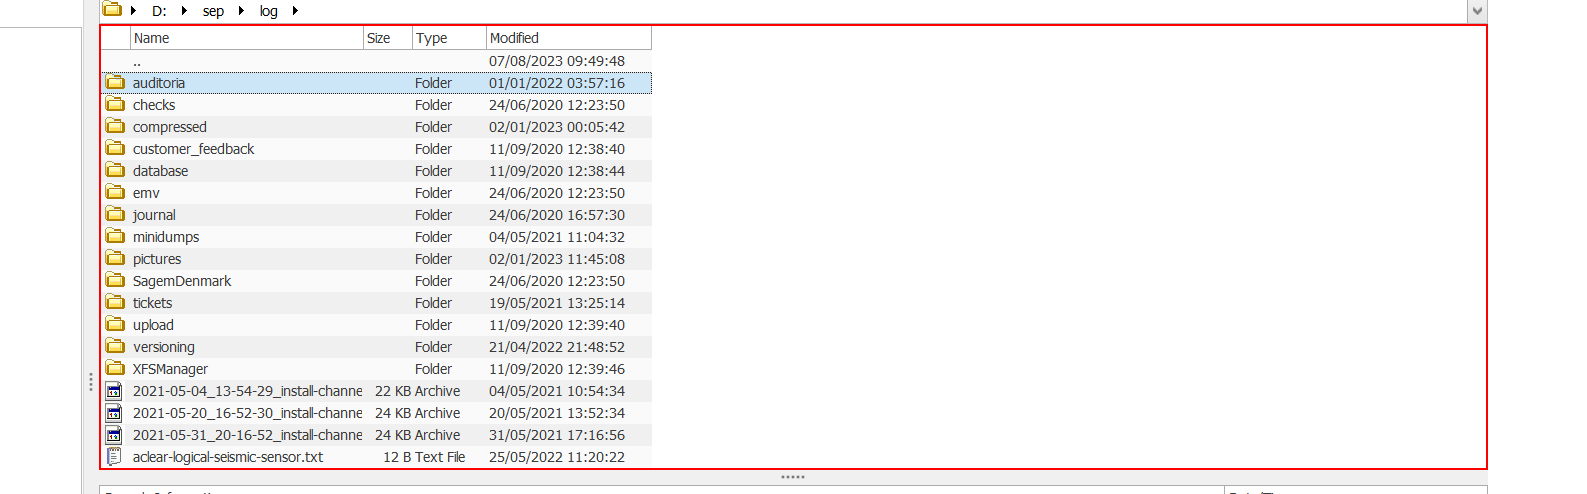 D: sep log
Name Size Type Modified
.. 07/08/2023 09:49:48
auditoria Folder 01/01/2022 03:57:16
checks Folder 24/06/2020 12:23:50
compressed Folder 02/01/2023 00:05:42
customer_feedback Folder 11/09/2020 12:38:40
database Folder 11/09/2020 12:38:44
emv Folder 24/06/2020 12:23:50
journal Folder 24/06/2020 16:57:30
minidumps Folder 04/05/2021 11:04:32
pictures Folder 02/01/2023 11:45:08
SagemDenmark Folder 24/06/2020 12:23:50
tickets Folder 19/05/2021 13:25:14
upload Folder 11/09/2020 12:39:40
versioning Folder 21/04/2022 21:48:52
XFSManager Folder 11/09/2020 12:39:46
2021-05-04_13-54-29_install-channe 22 KB Archive 04/05/2021 10:54:34
2021-05-20_16-52-30_install-channe 24 KB Archive 20/05/2021 13:52:34
2021-05-31_20-16-52_install-channe 24 KB Archive 31/05/2021 17:16:56
aclear-logical-seismic-sensor.txt 12 B Text File 25/05/2022 11:20:22